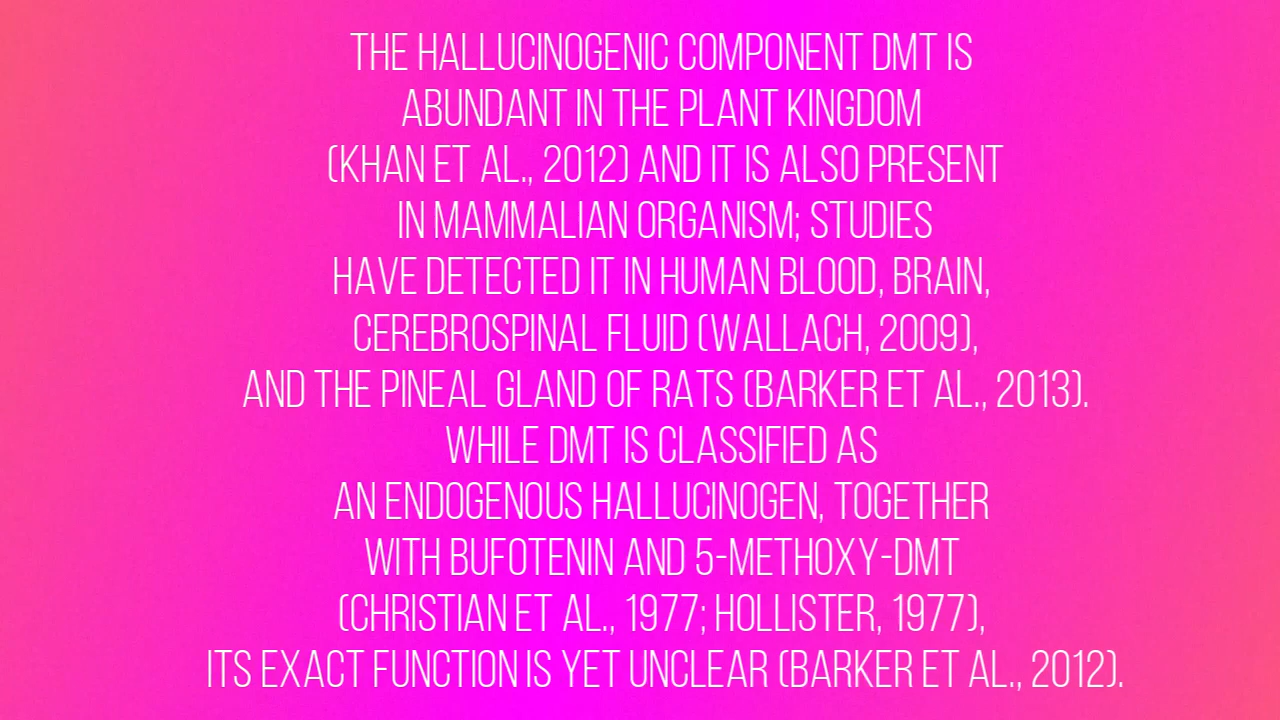 THE HALLUCINOGENIC COMPONENT DMT IS
ABUNDANT IN THE PLANT KINGDOM
(KHAN ET AL., 2012) AND IT IS ALSO PRESENT
IN MAMMALIAN ORGANISM; STUDIES
HAVE DETECTED IT IN HUMAN BLOOD, BRAIN,
CEREBROSPINAL FLUID (WALLACH, 2009),
AND THE PINEAL GLAND OF RATS (BARKER ET AL., 2013).
WHILE DMT IS CLASSIFIED AS
AN ENDOGENOUS HALLUCINOGEN, TOGETHER
WITH BUFOTENIN AND 5-METHOXY-DMT
(CHRISTIAN ET AL., 1977; HOLLISTER, 1977),
ITS EXACT FUNCTION IS YET UNCLEAR (BARKER ET AL., 2012).